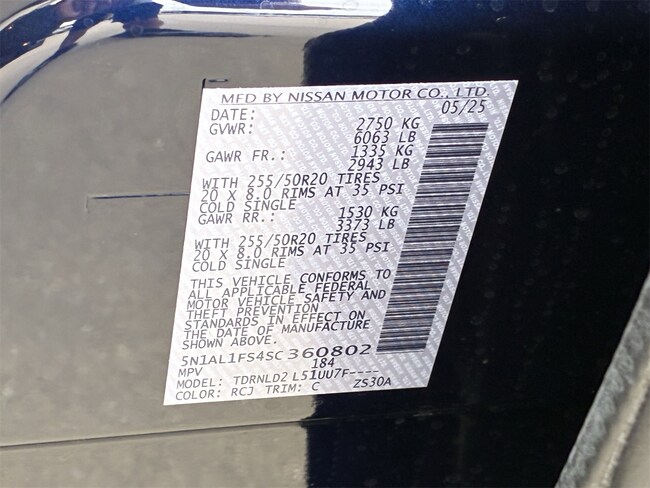 MFD BY NISSAN MOTOR CO., LTD.
DATE: 05/25
GVWR: 2750 KG
6063 LB
GAWR FR.: 1335 KG
2943 LB
WITH 255/50R20 TIRES
20 X 8.0 RIMS AT 35 PSI
COLD SINGLE
GAWR RR.: 1530 KG
3373 LB
WITH 255/50R20 TIRES
20 X 8.0 RIMS AT 35 PSI
COLD SINGLE
THIS VEHICLE CONFORMS TO
ALL APPLICABLE FEDERAL
MOTOR VEHICLE SAFETY AND
THEFT PREVENTION
STANDARDS IN EFFECT ON
THE DATE OF MANUFACTURE
SHOWN ABOVE.
5N1AL1FS4SC360802
MPV 184
MODEL: TDRNLD2 L51UU7F----
COLOR: RCJ TRIM: C ZS30A